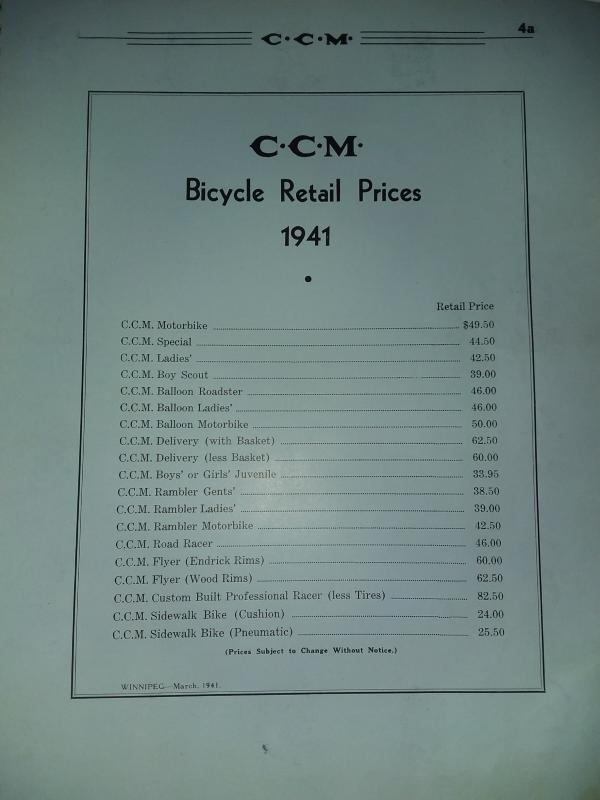 C·C·M·
4a
C·C·M·
Bicycle Retail Prices
1941
Retail Price
C.C.M. Motorbike $49.50
C.C.M. Special 44.50
C.C.M. Ladies' 42.50
C.C.M. Boy Scout 39.00
C.C.M. Balloon Roadster 46.00
C.C.M. Balloon Ladies' 46.00
C.C.M. Balloon Motorbike 50.00
C.C.M. Delivery (with Basket) 62.50
C.C.M. Delivery (less Basket) 60.00
C.C.M. Boys' or Girls' Juvenile 33.95
C.C.M. Rambler Gents' 38.50
C.C.M. Rambler Ladies' 39.00
C.C.M. Rambler Motorbike 42.50
C.C.M. Road Racer 46.00
C.C.M. Flyer (Endrick Rims) 60.00
C.C.M. Flyer (Wood Rims) 62.50
C.C.M. Custom Built Professional Racer (less Tires) 82.50
C.C.M. Sidewalk Bike (Cushion) 24.00
C.C.M. Sidewalk Bike (Pneumatic) 25.50
(Prices Subject to Change Without Notice.)
WINNIPEG—March, 1941.